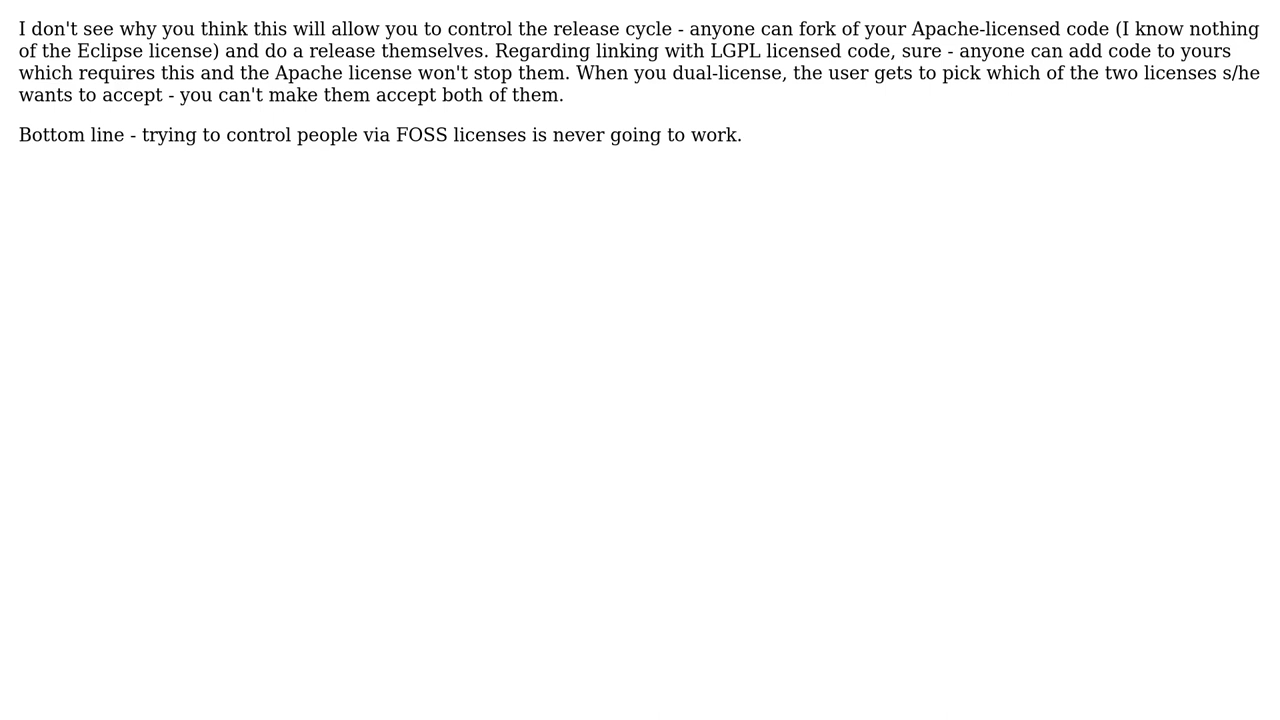 I don't see why you think this will allow you to control the release cycle - anyone can fork of your Apache-licensed code (I know nothing
of the Eclipse license) and do a release themselves. Regarding linking with LGPL licensed code, sure - anyone can add code to yours
which requires this and the Apache license won't stop them. When you dual-license, the user gets to pick which of the two licenses s/he
wants to accept - you can't make them accept both of them.
Bottom line - trying to control people via FOSS licenses is never going to work.